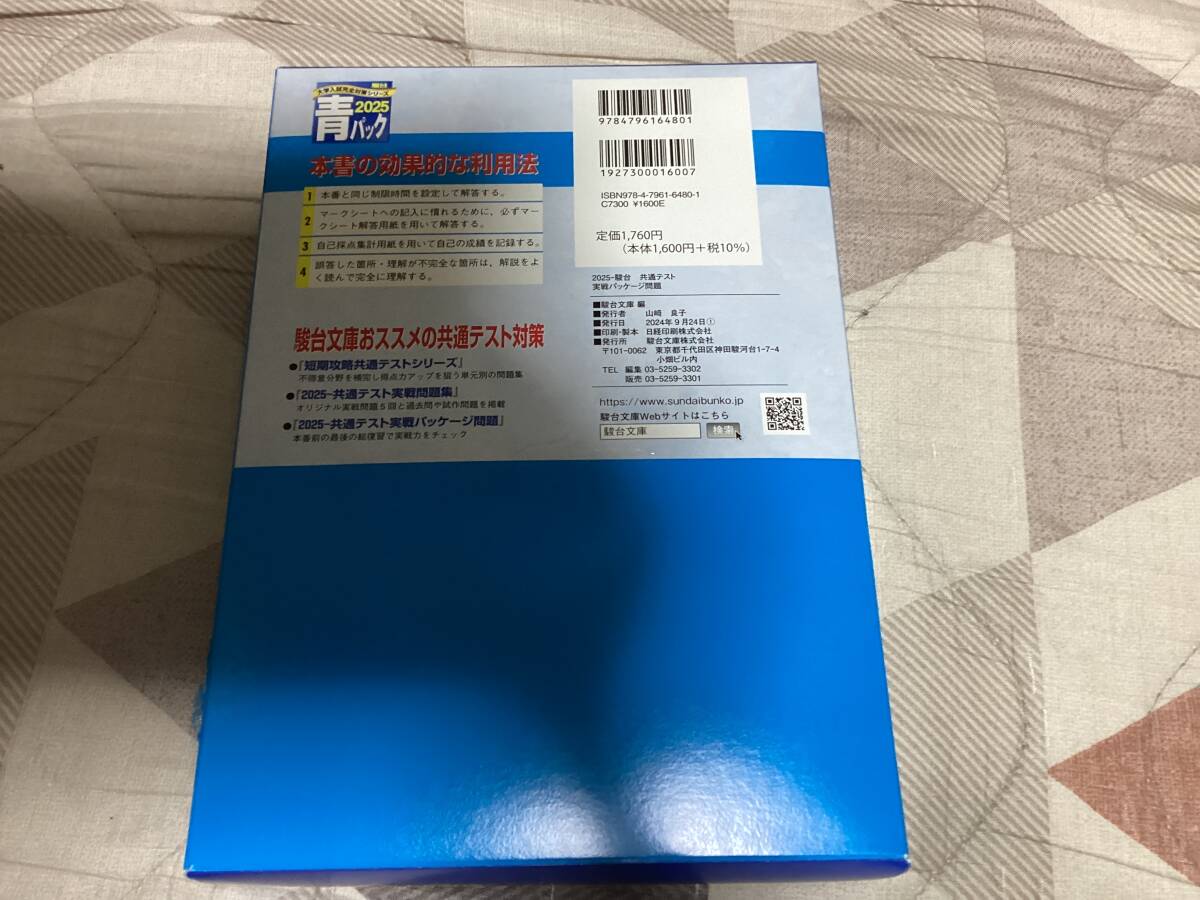 大学入試完全対策シリーズ
青
2025
パック
本書の効果的な利用法
1 本番と同じ制限時間を設定して解答する。
2 マークシートへの記入に慣れるために、必ずマー
クシート解答用紙を用いて解答する。
3 自己採点集計用紙を用いて自己の成績を記録する。
4 誤答した箇所・理解が不完全な箇所は、解説をよ
く読んで完全に理解する。
駿台文庫おススメの共通テスト対策
●『短期攻略共通テストシリーズ』
不得意分野を補完し得点力アップを狙う単元別の問題集
●『2025-共通テスト実戦問題集』
オリジナル実戦問題5回と過去問や試作問題を掲載
●『2025-共通テスト実戦パッケージ問題』
本番前の最後の総復習で実戦力をチェック
9784796164801
1927300016007
ISBN978-4-7961-6480-1
C7300 ¥1600E
定価1,760円
(本体1,600円+税10%)
2025-駿台 共通テスト
実戦パッケージ問題
■駿台文庫 編
■発行者 山﨑 良子
■発行日 2024年9月24日①
■印刷・製本 日経印刷株式会社
■発行所 駿台文庫株式会社
〒101-0062 東京都千代田区神田駿河台1-7-4
小畑ビル内
TEL 編集 03-5259-3302
販売 03-5259-3301
https://www.sundaibunko.jp
駿台文庫Webサイトはこちら
駿台文庫 検索